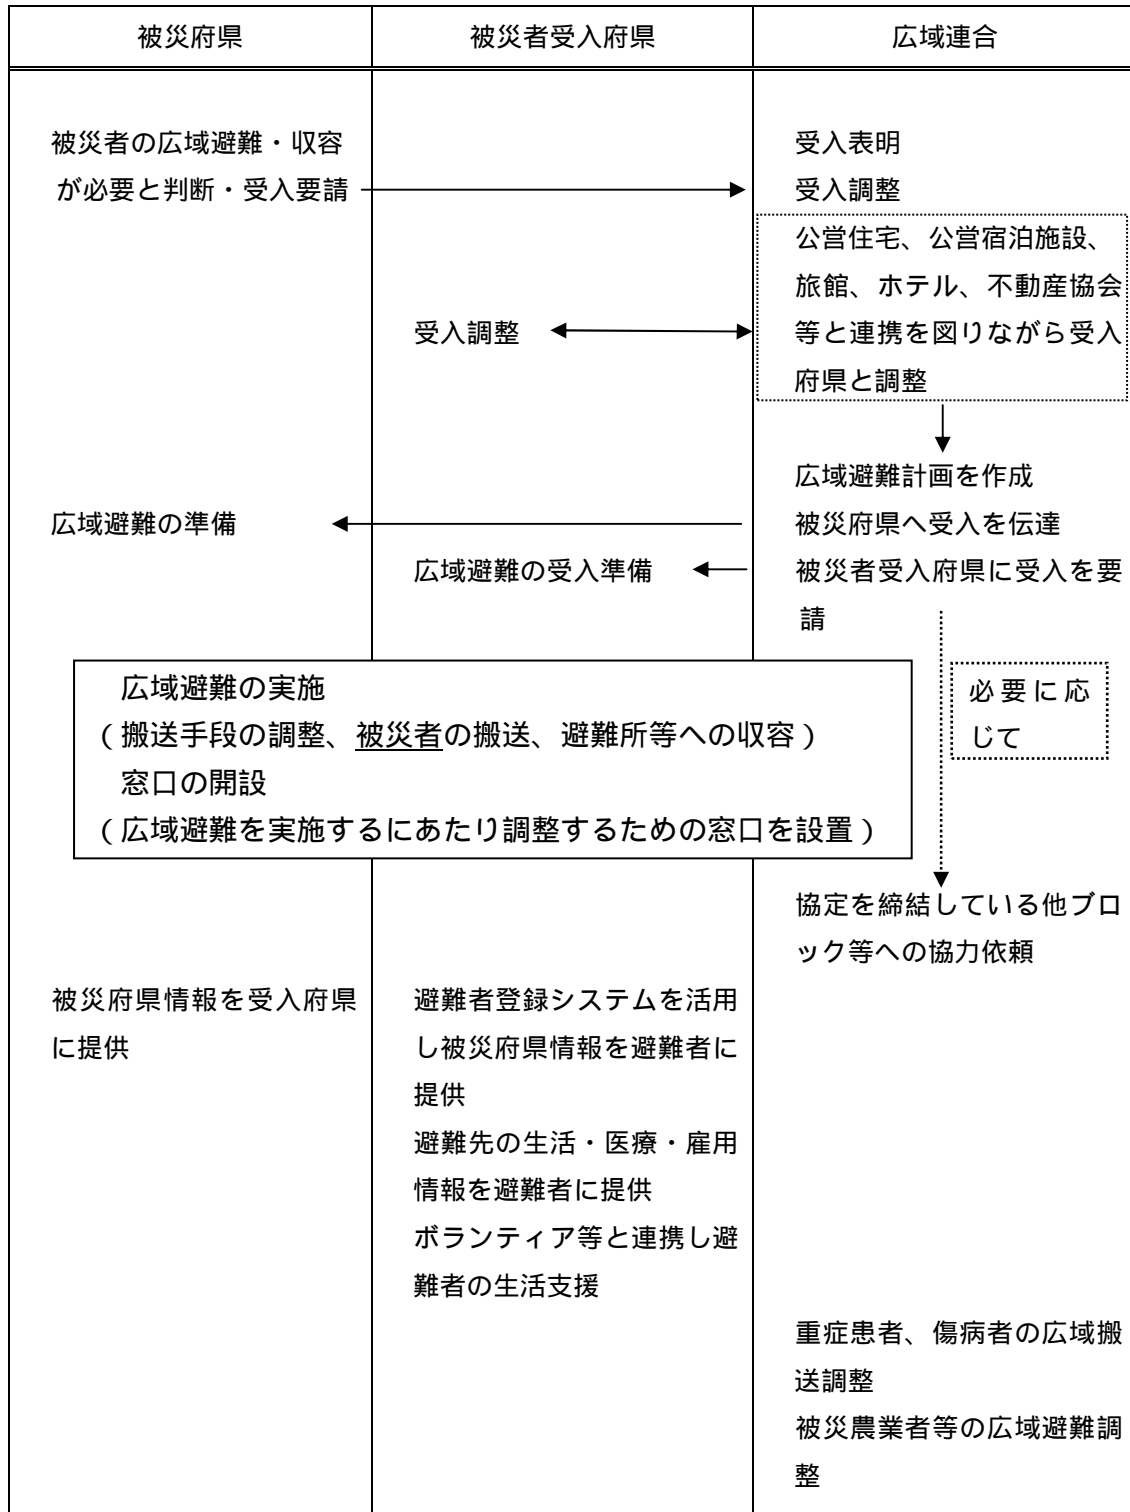 被災府県
被災者受入府県
広域連合
被災者の広域避難・収容
が必要と判断・受入要請
受入表明
受入調整
公営住宅、公営宿泊施設、
旅館、ホテル、不動産協会
等と連携を図りながら受入
府県と調整
受入調整
広域避難計画を作成
被災府県へ受入を伝達
被災者受入府県に受入を要
請
広域避難の準備
広域避難の受入準備
広域避難の実施
(搬送手段の調整、被災者の搬送、避難所等への収容)
窓口の開設
(広域避難を実施するにあたり調整するための窓口を設置)
必要に応
じて
協定を締結している他ブロ
ック等への協力依頼
被災府県情報を受入府県
に提供
避難者登録システムを活用
し被災府県情報を避難者に
提供
避難先の生活・医療・雇用
情報を避難者に提供
ボランティア等と連携し避
難者の生活支援
重症患者、傷病者の広域搬
送調整
被災農業者等の広域避難調
整